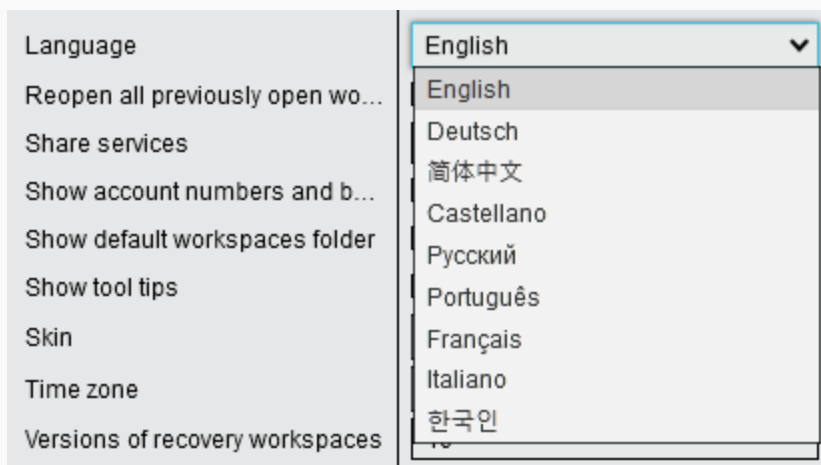 Language
English
Reopen all previously open wo...
Share services
Show account numbers and b...
Show default workspaces folder
Show tool tips
Skin
Time zone
Versions of recovery workspaces
English
Deutsch
简体中文
Castellano
Русский
Português
Français
Italiano
한국인